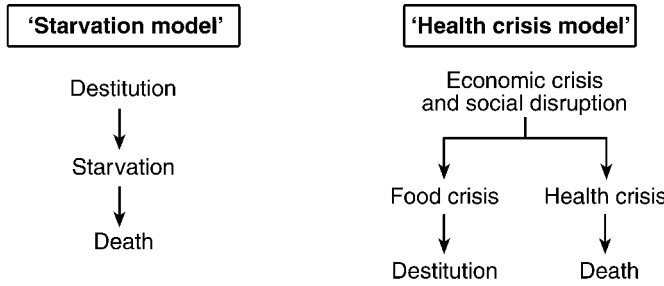 ‘Starvation model’
Destitution
Starvation
Death
‘Health crisis model’
Economic crisis
and social disruption
Food crisis
Health crisis
Destitution
Death